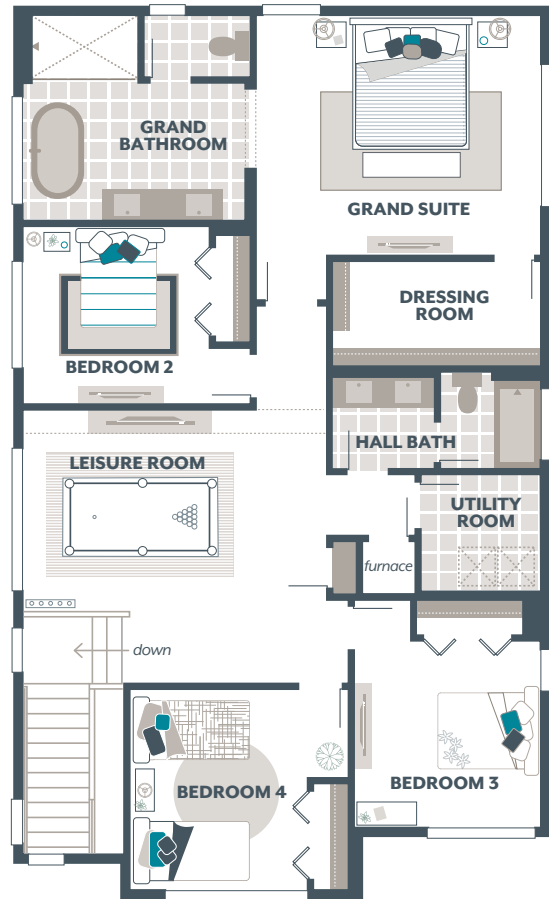 GRAND
BATHROOM
GRAND SUITE
DRESSING
ROOM
BEDROOM 2
HALL BATH
LEISURE ROOM
UTILITY
ROOM
furnace
down
BEDROOM 3
BEDROOM 4